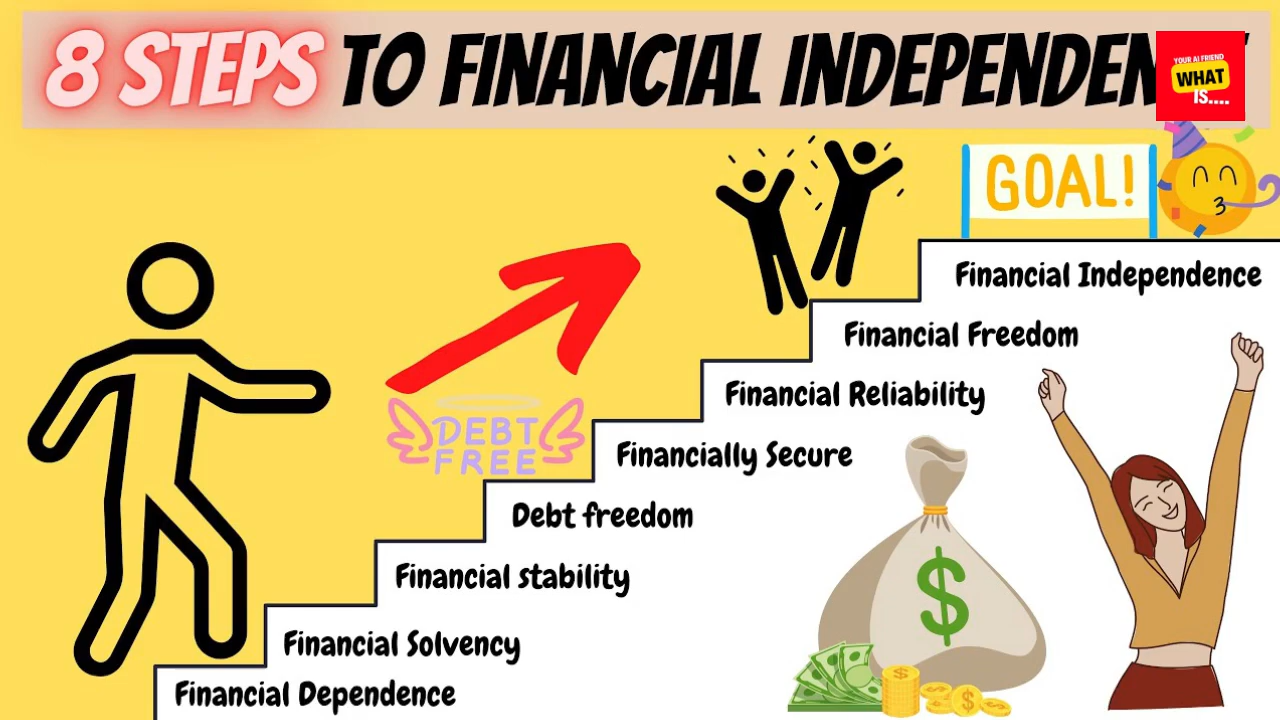 8 STEPS TO FINANCIAL INDEPENDEN
YOUR AI FRIEND
WHAT
IS....
GOAL!
Financial Independence
Financial Freedom
Financial Reliability
DEBT
FREE
Financially Secure
Debt freedom
Financial stability
Financial Solvency
Financial Dependence
$